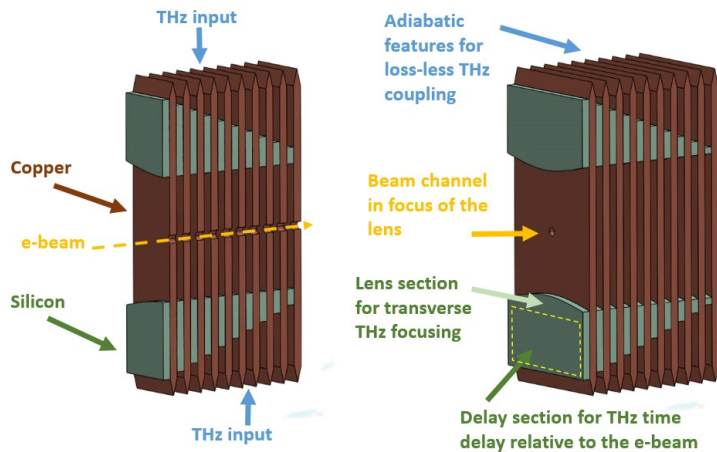 THz input
Copper
e-beam
Silicon
THz input
Adiabatic
features for
loss-less THz
coupling
Beam channel
in focus of the
lens
Lens section
for transverse
THz focusing
Delay section for THz time
delay relative to the e-beam